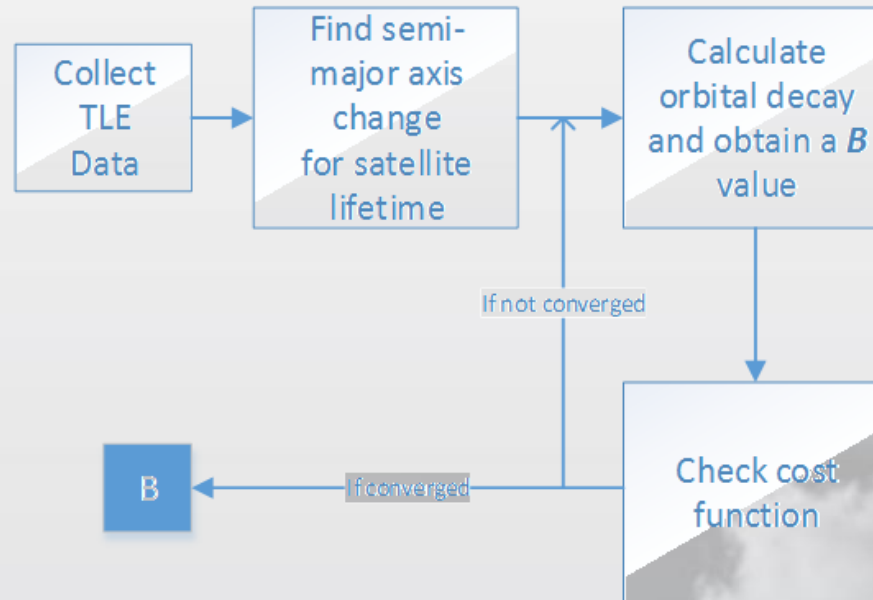 Collect
TLE
Data
Find semi-
major axis
change
for satellite
lifetime
Calculate
orbital decay
and obtain a B
value
If not converged
Check cost
function
If converged
B